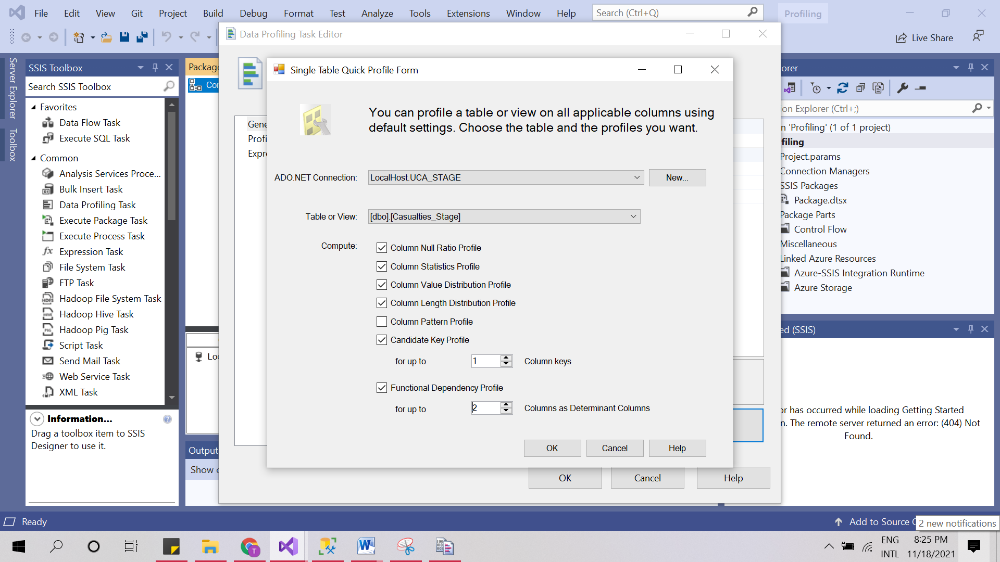 File Edit View Git Project Build Debug Format Test Analyze Tools Extensions Window Help Search (Ctrl+Q) Profiling
Live Share
Server Explorer
Toolbox
SSIS Toolbox
Search SSIS Toolbox
Favorites
Data Flow Task
Execute SQL Task
Common
Analysis Services Proce...
Bulk Insert Task
Data Profiling Task
Execute Package Task
Execute Process Task
Expression Task
File System Task
FTP Task
Hadoop File System Task
Hadoop Hive Task
Hadoop Pig Task
Script Task
Send Mail Task
Web Service Task
XML Task
Information...
Drag a toolbox item to SSIS
Designer to use it.
Package
Con
Loc
Output
Show o
Data Profiling Task Editor
Gene
Profi
Expre
OK Cancel Help
Single Table Quick Profile Form
You can profile a table or view on all applicable columns using
default settings. Choose the table and the profiles you want.
ADO.NET Connection: LocalHost.UCA_STAGE New...
Table or View: [dbo].[Casualties_Stage]
Compute:
Column Null Ratio Profile
Column Statistics Profile
Column Value Distribution Profile
Column Length Distribution Profile
Column Pattern Profile
Candidate Key Profile
for up to 1 Column keys
Functional Dependency Profile
for up to 2 Columns as Determinant Columns
OK Cancel Help
orer
ion Explorer (Ctrl+;)
n 'Profiling' (1 of 1 project)
filing
Project.params
Connection Managers
SSIS Packages
Package.dtsx
Package Parts
Control Flow
Miscellaneous
Linked Azure Resources
Azure-SSIS Integration Runtime
Azure Storage
ed (SSIS)
or has occurred while loading Getting Started
n. The remote server returned an error: (404) Not
Found.
Ready
Add to Source C
2 new notifications
ENG
INTL
8:25 PM
11/18/2021